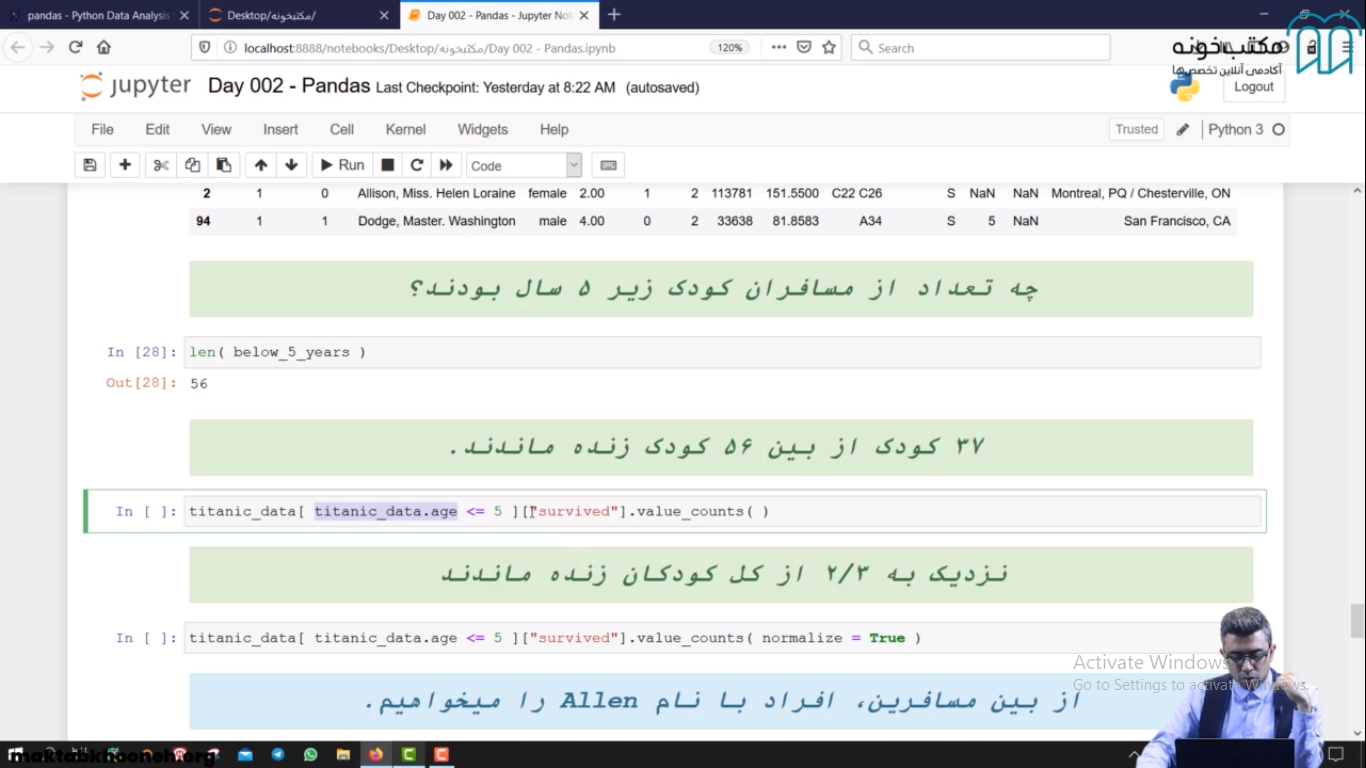 pandas - Python Data Analysis
Desktop/مکتبخونه/
Day 002 - Pandas - Jupyter Not
localhost:8888/notebooks/Desktop/مکتبخونه/Day 002 - Pandas.ipynb
120%
Search
مکتب‌خونه
آکادمی آنلاین تخصص‌ها
jupyter
Day 002 - Pandas Last Checkpoint: Yesterday at 8:22 AM (autosaved)
Logout
File Edit View Insert Cell Kernel Widgets Help
Trusted
Python 3
Run
Code
2 1 0 Allison, Miss. Helen Loraine female 2.00 1 2 113781 151.5500 C22 C26 S NaN NaN Montreal, PQ / Chesterville, ON
94 1 1 Dodge, Master. Washington male 4.00 0 2 33638 81.8583 A34 S 5 NaN San Francisco, CA
چه تعداد از مسافران کودک زیر ۵ سال بودند؟
In [28]: len( below_5_years )
Out[28]: 56
۳۷ کودک از بین ۵۶ کودک زنده ماندند.
In [ ]: titanic_data[ titanic_data.age <= 5 ]["survived"].value_counts( )
نزدیک به ۲/۳ از کل کودکان زنده ماندند
In [ ]: titanic_data[ titanic_data.age <= 5 ]["survived"].value_counts( normalize = True )
Activate Windows
Go to Settings to activate Windows.
از بین مسافرین، افراد با نام Allen را میخواهیم.
maktabkhooneh.org